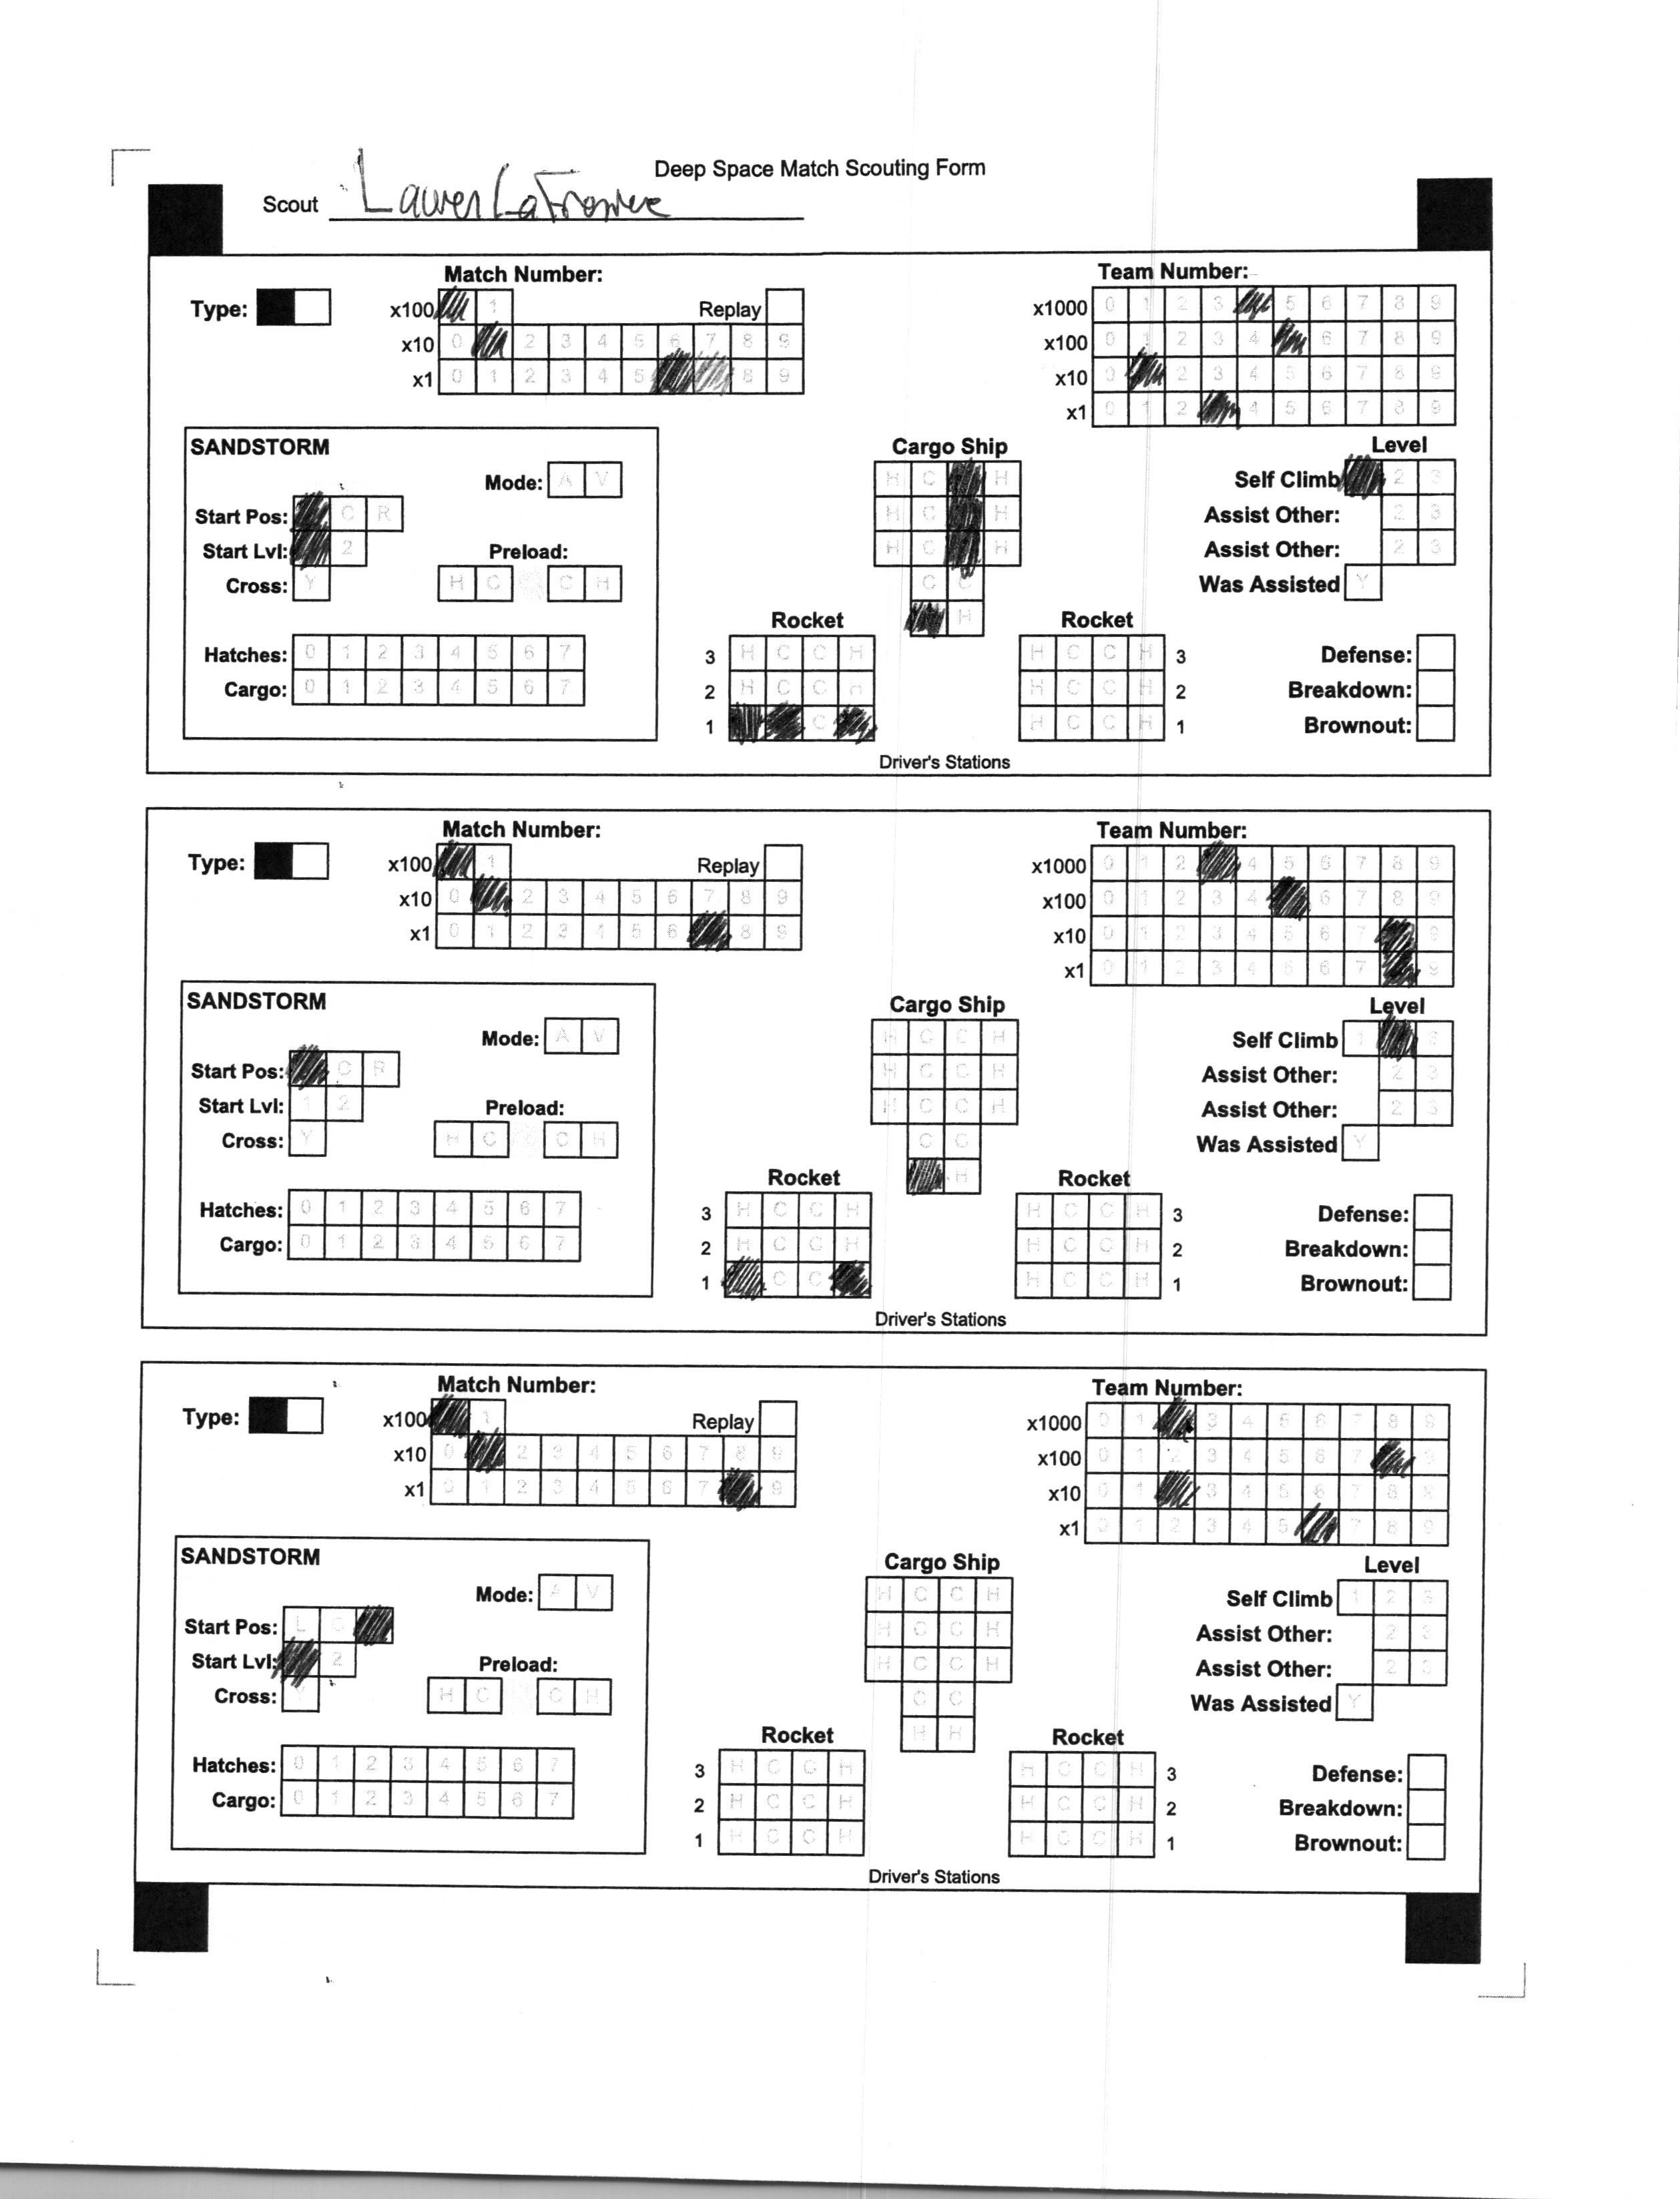 Deep Space Match Scouting Form
Scout Lauren
Match Number: Team Number:
Type: x100 1 Replay x1000 0 1 2 3 5 6 7 8 9
x10 0 2 3 4 5 6 7 8 9 x100 0 1 2 3 4 6 7 8 9
x1 0 1 2 3 4 5 8 9 x10 0 2 3 4 5 6 7 8 9
x1 0 1 2 4 5 6 7 8 9
SANDSTORM Cargo Ship Level
Mode: A V H C H Self Climb 2 3
Start Pos: C R H C H Assist Other: 2 3
Start Lvl: 2 Preload: H C H Assist Other: 2 3
Cross: Y H C C H C C Was Assisted Y
Rocket H Rocket
Hatches: 0 1 2 3 4 5 6 7 3 H C C H H C C H 3 Defense:
Cargo: 0 1 2 3 4 5 6 7 2 H C C H H C C H 2 Breakdown:
1 C H C C H 1 Brownout:
Driver's Stations
Match Number: Team Number:
Type: x100 1 Replay x1000 0 1 2 4 5 6 7 8 9
x10 0 2 3 4 5 6 7 8 9 x100 0 1 2 3 4 6 7 8 9
x1 0 1 2 3 4 5 6 8 9 x10 0 1 2 3 4 5 6 7 9
x1 0 1 2 3 4 5 6 7 9
SANDSTORM Cargo Ship Level
Mode: A V H C C H Self Climb 1 3
Start Pos: C R H C C H Assist Other: 2 3
Start Lvl: 1 2 Preload: H C C H Assist Other: 2 3
Cross: Y H C C H C C Was Assisted Y
Rocket H Rocket
Hatches: 0 1 2 3 4 5 6 7 3 H C C H H C C H 3 Defense:
Cargo: 0 1 2 3 4 5 6 7 2 H C C H H C C H 2 Breakdown:
1 C C H C C H 1 Brownout:
Driver's Stations
Match Number: Team Number:
Type: x100 1 Replay x1000 0 1 3 4 5 6 7 8 9
x10 0 2 3 4 5 6 7 8 9 x100 0 1 2 3 4 5 6 7 9
x1 0 1 2 3 4 5 6 7 9 x10 0 1 3 4 5 6 7 8 9
x1 0 1 2 3 4 5 7 8 9
SANDSTORM Cargo Ship Level
Mode: A V H C C H Self Climb 1 2 3
Start Pos: L C H C C H Assist Other: 2 3
Start Lvl: 2 Preload: H C C H Assist Other: 2 3
Cross: Y H C C H C C Was Assisted Y
Rocket H H Rocket
Hatches: 0 1 2 3 4 5 6 7 3 H C C H H C C H 3 Defense:
Cargo: 0 1 2 3 4 5 6 7 2 H C C H H C C H 2 Breakdown:
1 H C C H H C C H 1 Brownout:
Driver's Stations